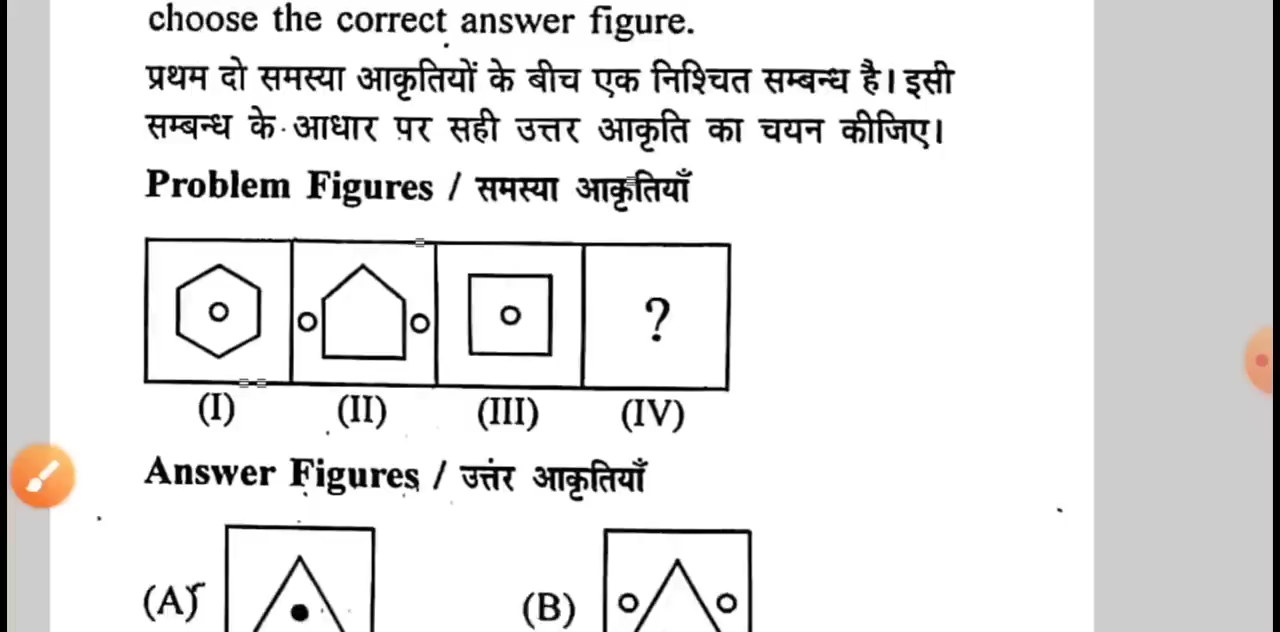 choose the correct answer figure.
प्रथम दो समस्या आकृतियों के बीच एक निश्चित सम्बन्ध है। इसी
सम्बन्ध के आधार पर सही उत्तर आकृति का चयन कीजिए।
Problem Figures / समस्या आकृतियाँ
?
(I) (II) (III) (IV)
Answer Figures / उत्तर आकृतियाँ
(A) (B)